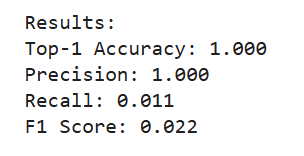 Results:
Top-1 Accuracy: 1.000
Precision: 1.000
Recall: 0.011
F1 Score: 0.022